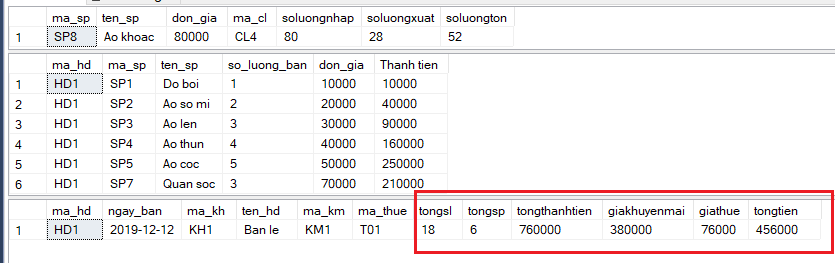 ma_sp ten_sp don_gia ma_cl soluongnhap soluongxuat soluongton
1 SP8 Ao khoac 80000 CL4 80 28 52
ma_hd ma_sp ten_sp so_luong_ban don_gia Thanh tien
1 HD1 SP1 Do boi 1 10000 10000
2 HD1 SP2 Ao so mi 2 20000 40000
3 HD1 SP3 Ao len 3 30000 90000
4 HD1 SP4 Ao thun 4 40000 160000
5 HD1 SP5 Ao coc 5 50000 250000
6 HD1 SP7 Quan soc 3 70000 210000
ma_hd ngay_ban ma_kh ten_hd ma_km ma_thue tongsl tongsp tongthanhtien giakhuyenmai giathue tongtien
1 HD1 2019-12-12 KH1 Ban le KM1 T01 18 6 760000 380000 76000 456000